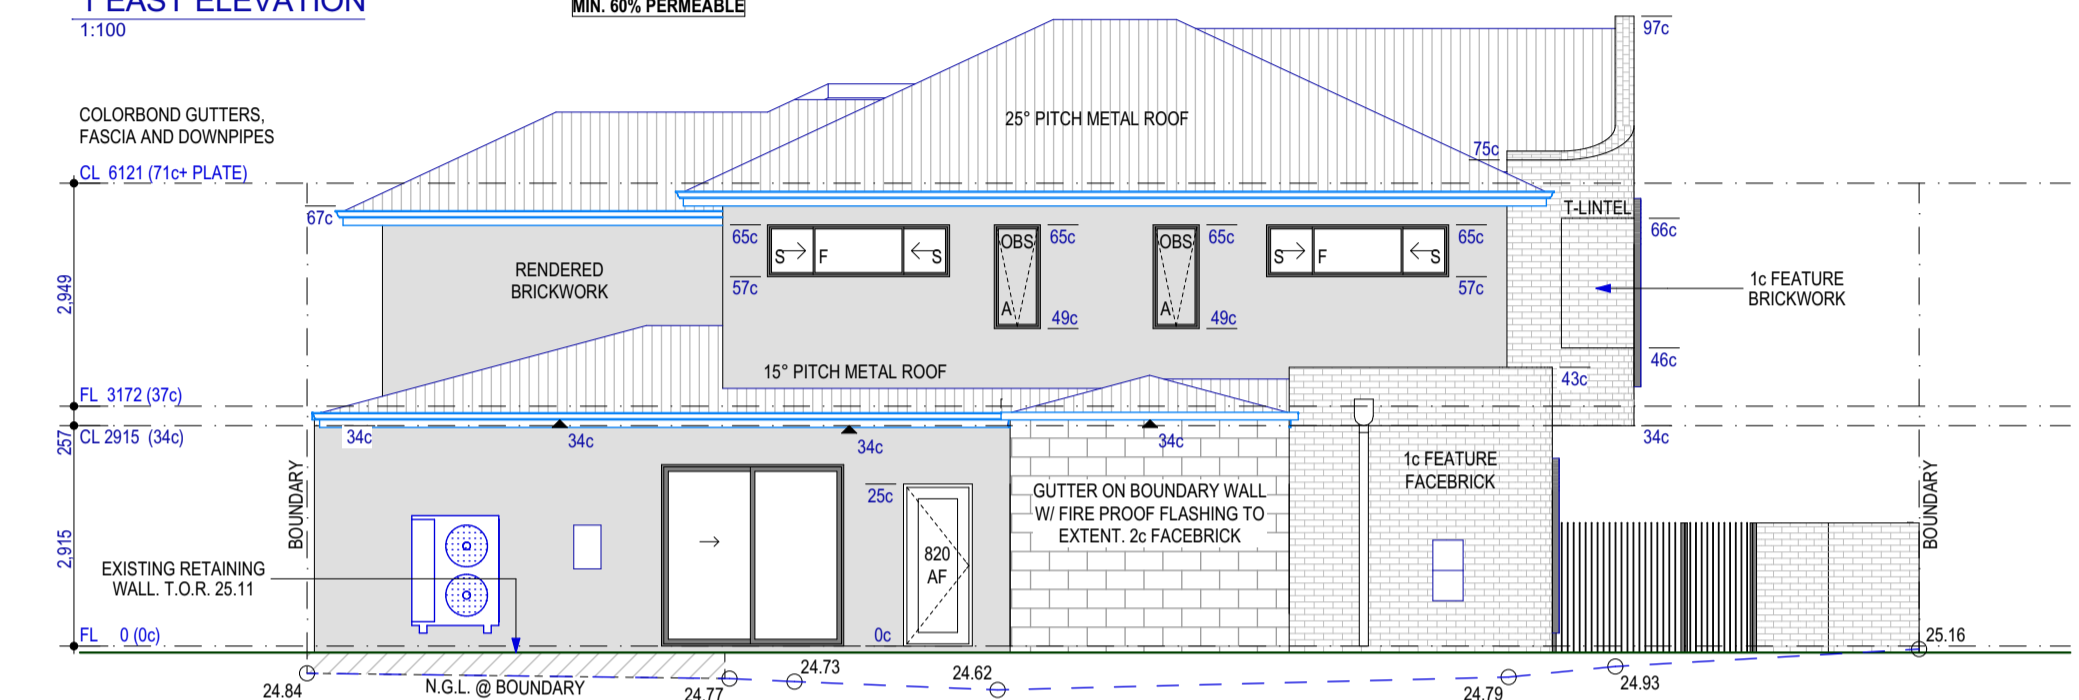 1 EAST ELEVATION
1:100
MIN. 60% PERMEABLE
97c
COLORBOND GUTTERS,
FASCIA AND DOWNPIPES
25° PITCH METAL ROOF
75c
CL 6121 (71c+ PLATE)
67c
T-LINTEL
66c
65c
S
F
S
OBS
A
65c
OBS
A
65c
S
F
S
65c
RENDERED
BRICKWORK
57c
57c
49c
49c
1c FEATURE
BRICKWORK
2,949
46c
15° PITCH METAL ROOF
43c
FL 3172 (37c)
257
CL 2915 (34c)
34c
34c
34c
34c
34c
1c FEATURE
FACEBRICK
BOUNDARY
BOUNDARY
25c
GUTTER ON BOUNDARY WALL
W/ FIRE PROOF FLASHING TO
EXTENT. 2c FACEBRICK
2,915
820
AF
EXISTING RETAINING
WALL. T.O.R. 25.11
FL 0 (0c)
0c
25.16
24.84
N.G.L. @ BOUNDARY
24.77
24.73
24.62
24.79
24.93